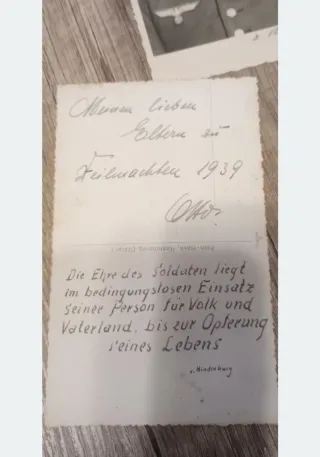 Meinen lieben
Eltern zu
Weihnachten 1939
Otto.
Die Ehre des Soldaten liegt
im bedingungslosen Einsatz
seiner Person für Volk und
Vaterland, bis zur Opferung
seines Lebens
v. Hindenburg